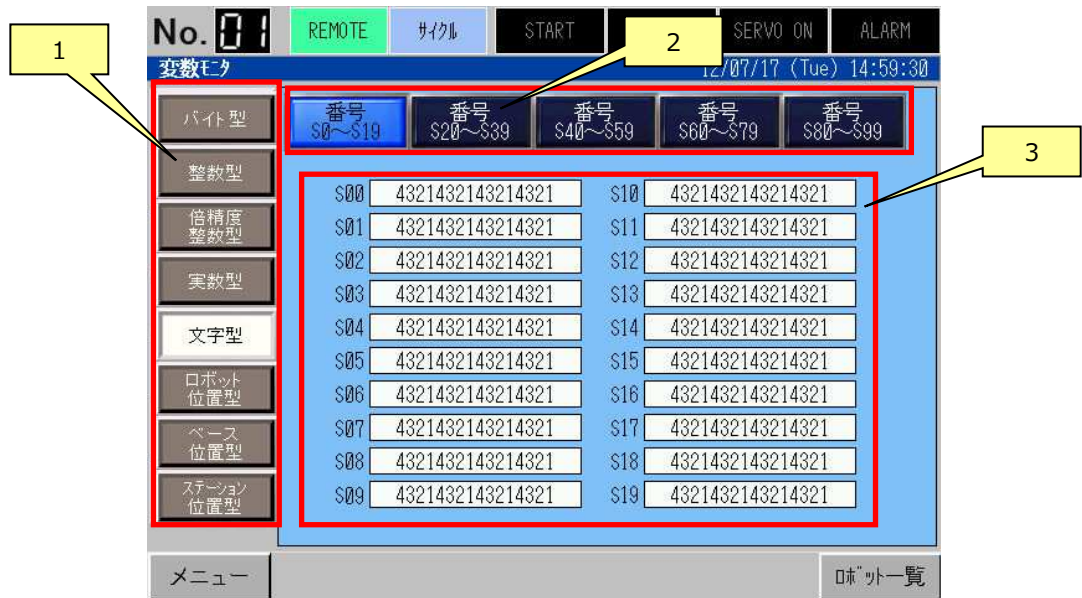 No. 01
REMOTE
サイクル
START
SERVO ON
ALARM
変数モニタ
12/07/17 (Tue) 14:59:30
1
2
3
バイト型
整数型
倍精度
整数型
実数型
文字型
ロボット
位置型
ベース
位置型
ステーション
位置型
番号
S0～S19
番号
S20～S39
番号
S40～S59
番号
S60～S79
番号
S80～S99
S00 4321432143214321
S01 4321432143214321
S02 4321432143214321
S03 4321432143214321
S04 4321432143214321
S05 4321432143214321
S06 4321432143214321
S07 4321432143214321
S08 4321432143214321
S09 4321432143214321
S10 4321432143214321
S11 4321432143214321
S12 4321432143214321
S13 4321432143214321
S14 4321432143214321
S15 4321432143214321
S16 4321432143214321
S17 4321432143214321
S18 4321432143214321
S19 4321432143214321
メニュー
ロボット一覧